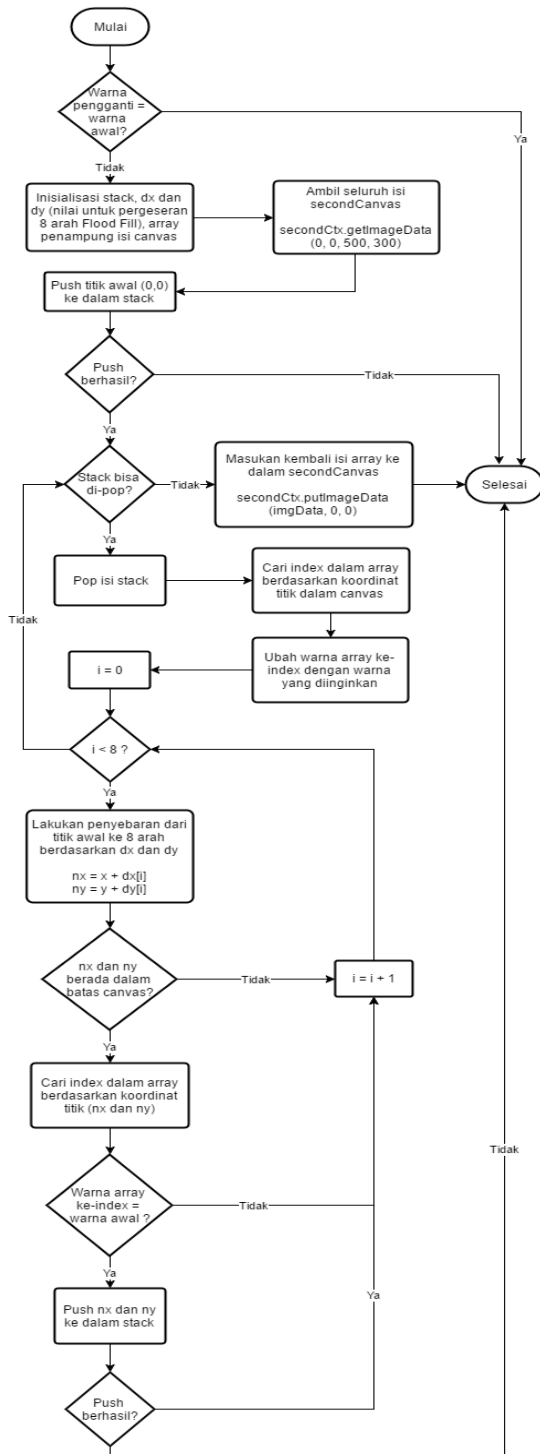 Mulai
Warna
pengganti =
warna
awal?
Ya
Tidak
Inisialisasi stack, dx dan
dy (nilai untuk pergeseran
8 arah Flood Fill), array
penampung isi canvas
Ambil seluruh isi
secondCanvas
secondCtx.getImageData
(0, 0, 500, 300)
Push titik awal (0,0)
ke dalam stack
Push
berhasil?
Tidak
Ya
Stack bisa
di-pop?
Tidak
Masukan kembali isi array ke
dalam secondCanvas
secondCtx.putImageData
(imgData, 0, 0)
Selesai
Ya
Pop isi stack
Cari index dalam array
berdasarkan koordinat
titik dalam canvas
Tidak
i = 0
Ubah warna array ke-
index dengan warna
yang diinginkan
i < 8 ?
Ya
Lakukan penyebaran dari
titik awal ke 8 arah
berdasarkan dx dan dy
nx = x + dx[i]
ny = y + dy[i]
nx dan ny
berada dalam
batas canvas?
Tidak
i = i + 1
Ya
Cari index dalam array
berdasarkan koordinat
titik (nx dan ny)
Tidak
Warna array
ke-index =
warna awal ?
Tidak
Ya
Push nx dan ny
ke dalam stack
Ya
Push
berhasil?